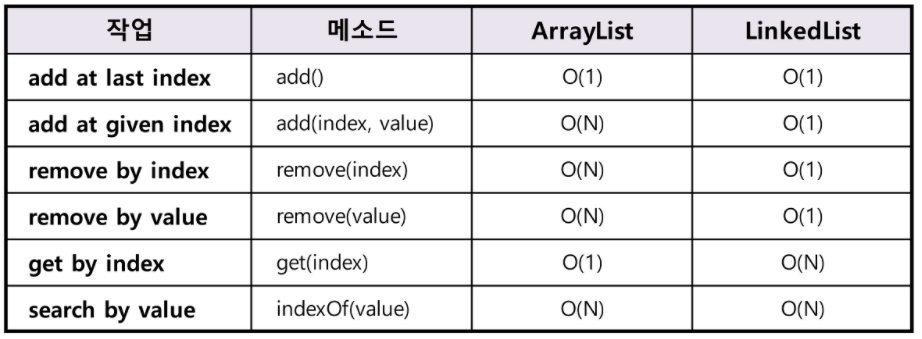 작업 메소드 ArrayList LinkedList
add at last index add() O(1) O(1)
add at given index add(index, value) O(N) O(1)
remove by index remove(index) O(N) O(1)
remove by value remove(value) O(N) O(1)
get by index get(index) O(1) O(N)
search by value indexOf(value) O(N) O(N)